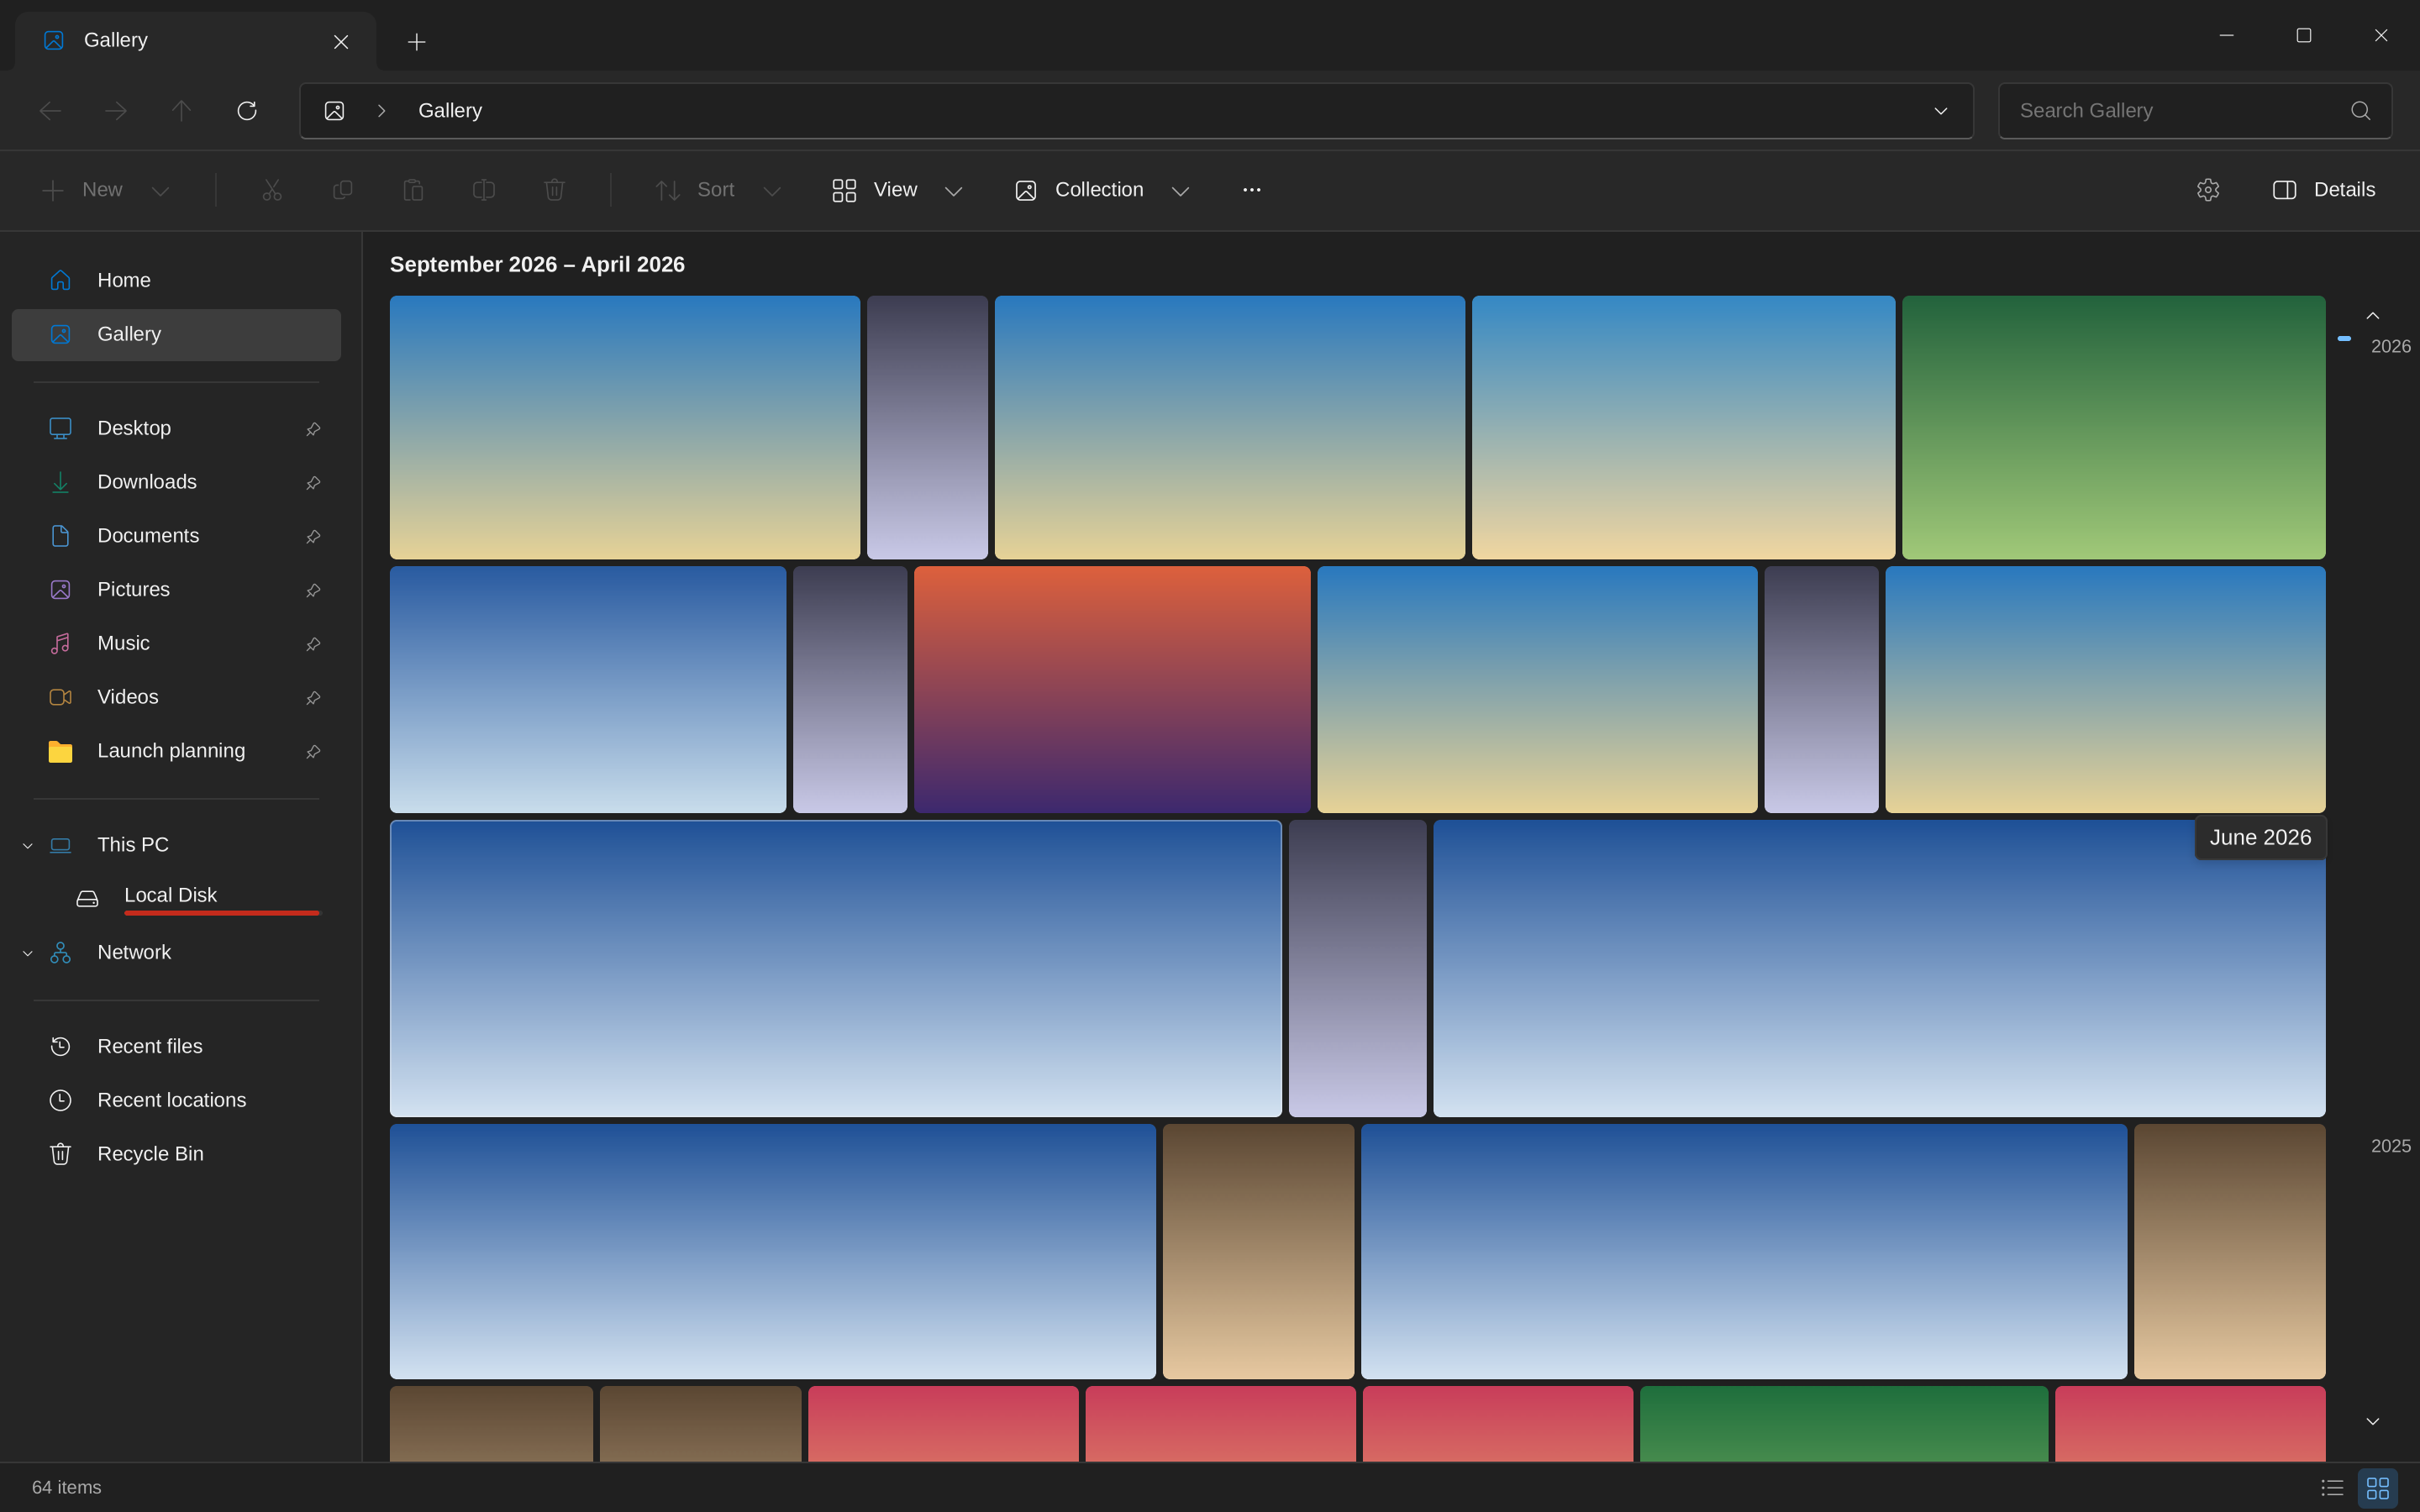 Gallery
Gallery
Search Gallery
New
Sort
View
Collection
Details
Home
Gallery
Desktop
Downloads
Documents
Pictures
Music
Videos
Launch planning
This PC
Local Disk
Network
Recent files
Recent locations
Recycle Bin
September 2026 – April 2026
2026
June 2026
2025
64 items